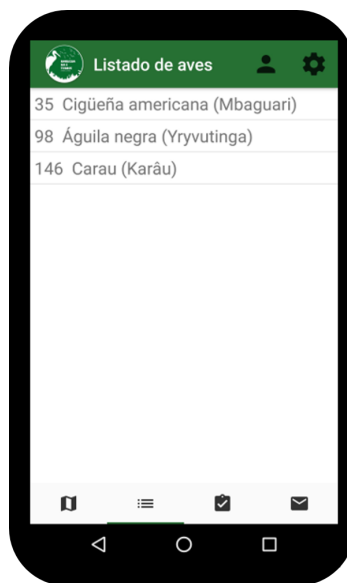 Listado de aves
35 Cigüeña americana (Mbaguari)
98 Águila negra (Yryvutinga)
146 Carau (Karâu)